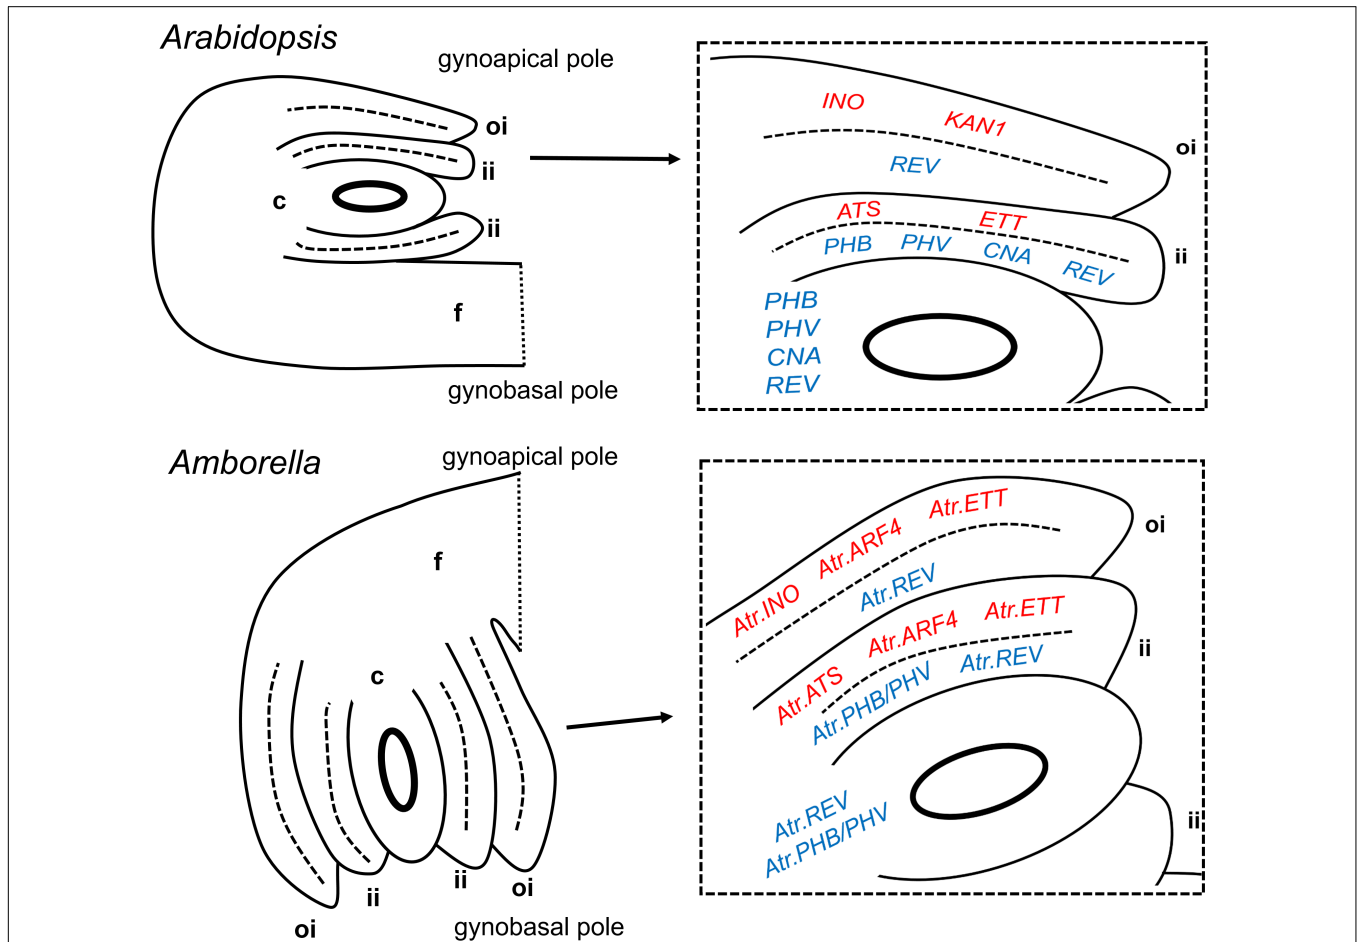 Arabidopsis
gynoapical pole
oi
ii
c
ii
f
gynobasal pole
INO
KAN1
oi
REV
ATS
ETT
ii
PHB
PHV
CNA
REV
PHB
PHV
CNA
REV
Amborella
gynoapical pole
f
c
ii
ii
oi
oi
gynobasal pole
Atr.ETT
oi
Atr.ARF4
Atr.INO
Atr.REV
Atr.ETT
Atr.ARF4
ii
Atr.ATS
Atr.REV
Atr.PHB/PHV
Atr.REV
Atr.PHB/PHV
ii